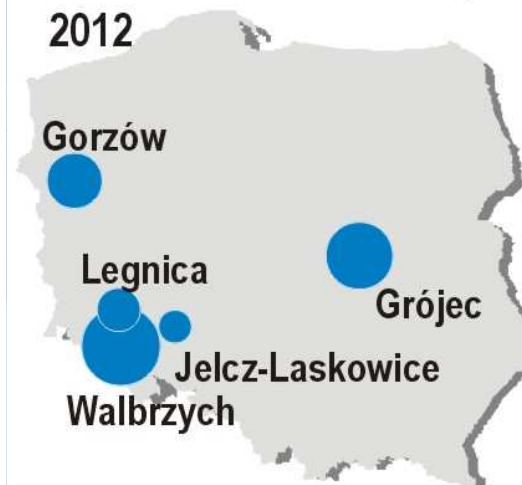 2012
Gorzów
Legnica
Grójec
Jelcz-Laskowice
Walbrzych